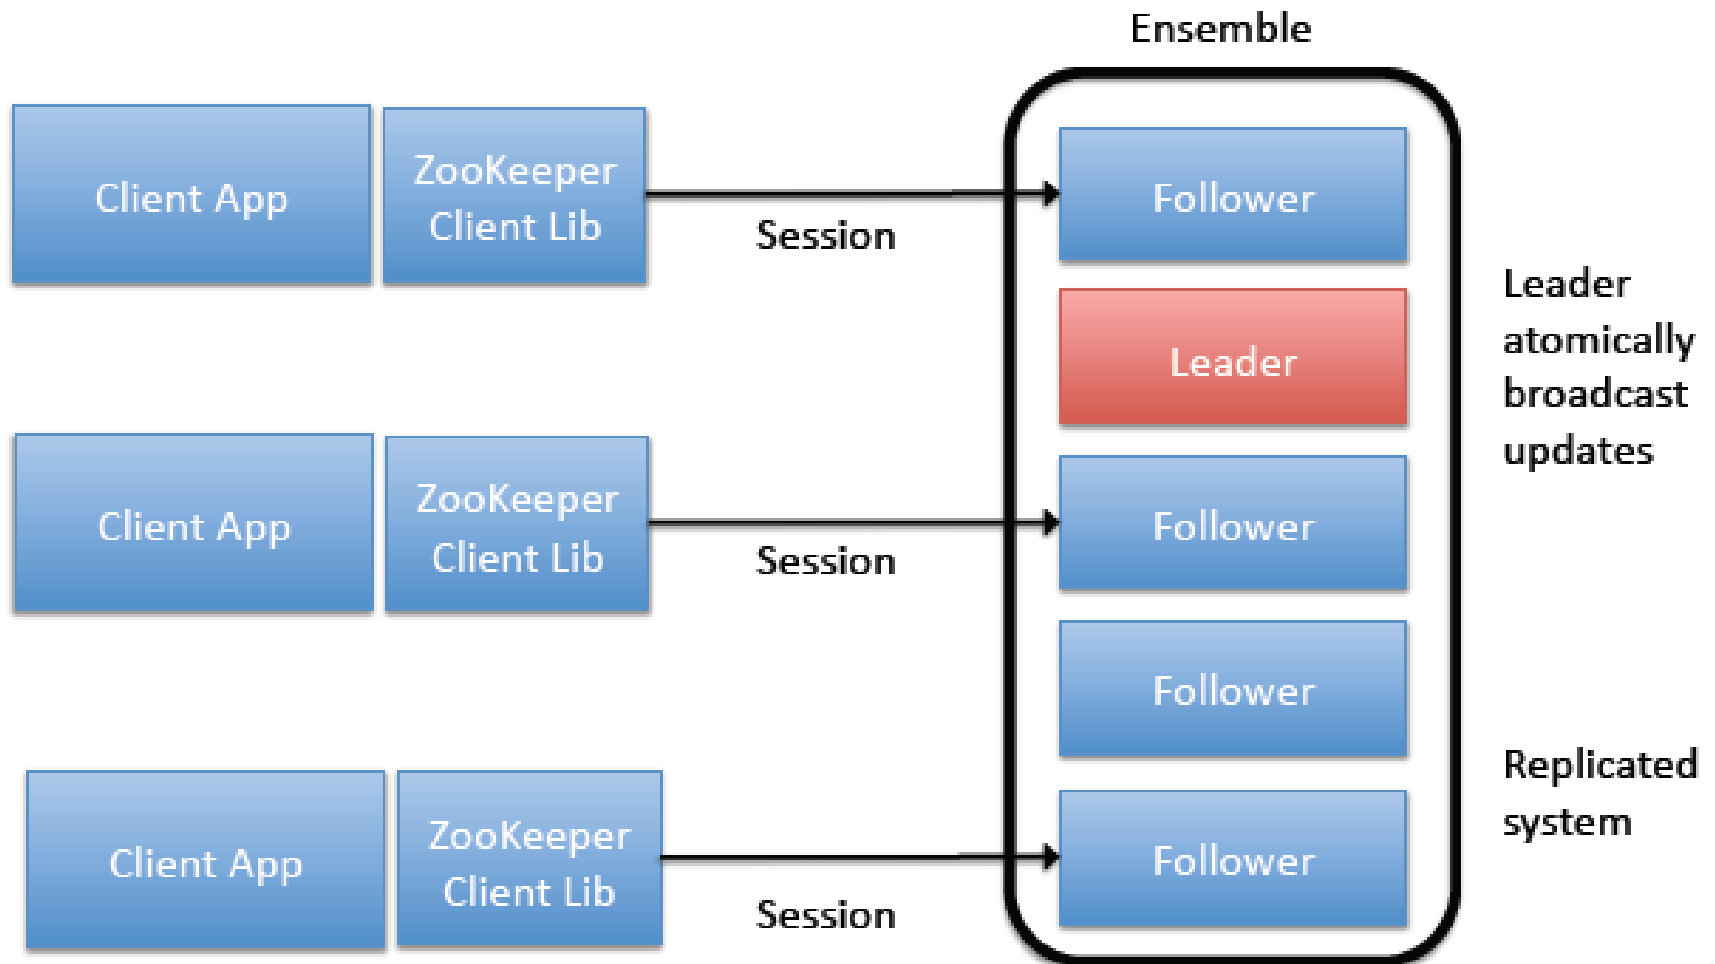 Ensemble
Client App
ZooKeeper
Client Lib
Session
Follower
Leader
Leader
atomically
broadcast
updates
Client App
ZooKeeper
Client Lib
Session
Follower
Follower
Replicated
system
Client App
ZooKeeper
Client Lib
Session
Follower